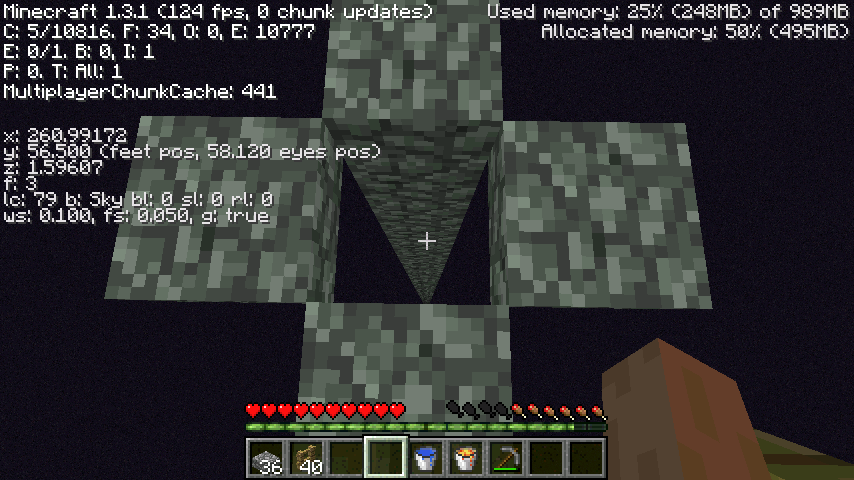 Minecraft 1.3.1 (124 fps, 0 chunk updates)
Used memory: 25% (248MB) of 989MB
C: 5/10816. F: 34, O: 0, E: 10777
Allocated memory: 50% (495MB)
E: 0/1. B: 0, I: 1
P: 0. T: All: 1
MultiplayerChunkCache: 441
x: 260.99172
y: 56.500 (feet pos, 58.120 eyes pos)
z: 1.59607
f: 3
lc: 79 b: Sky bl: 0 sl: 0 rl: 0
ws: 0.100, fs: 0.050, g: true
36
40